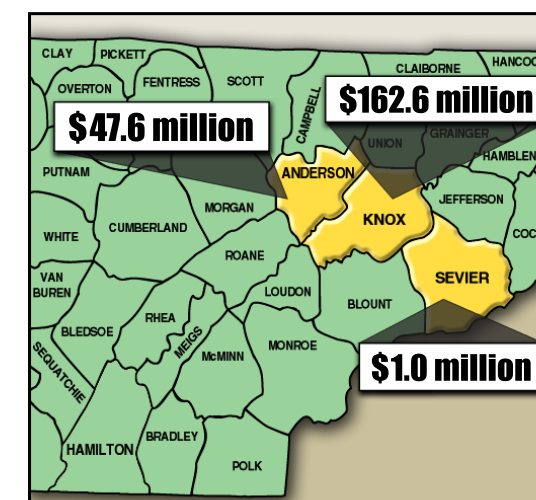 CLAY
PICKETT
HANCOC
CLAIBORNE
OVERTON
FENTRESS
SCOTT
CAMPBELL
$162.6 million
$47.6 million
UNION
GRAINGER
HAMBLEN
PUTNAM
ANDERSON
JEFFERSON
MORGAN
KNOX
WHITE
CUMBERLAND
COC
ROANE
VAN
BUREN
SEVIER
LOUDON
BLOUNT
RHEA
BLEDSOE
MEIGS
McMINN
MONROE
SEQUATCHIE
$1.0 million
HAMILTON
BRADLEY
POLK